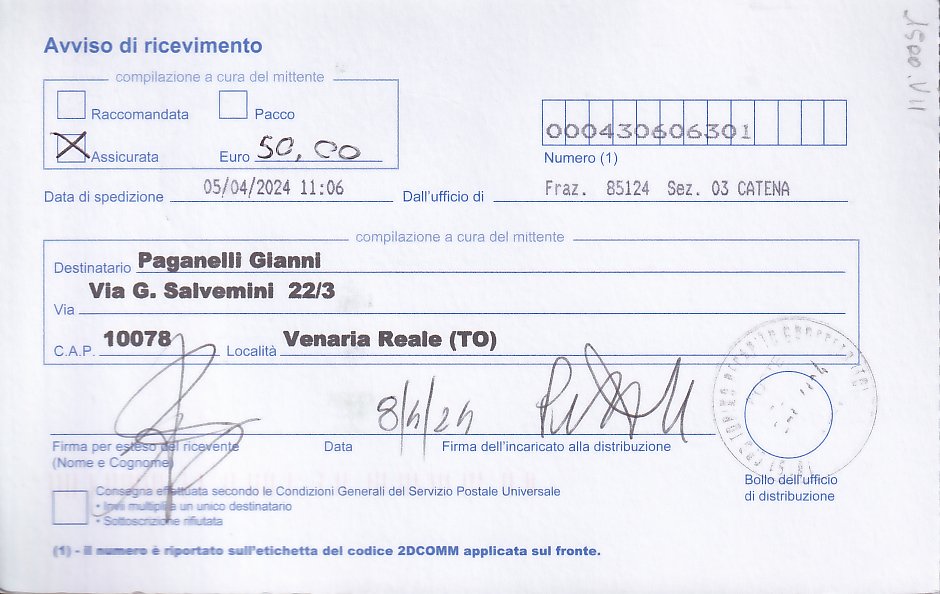 Avviso di ricevimento
compilazione a cura del mittente
Raccomandata Pacco
Assicurata Euro 50,00
000430606301
Numero (1)
Data di spedizione 05/04/2024 11:06 Dall'ufficio di Fraz. 85124 Sez. 03 CATENA
compilazione a cura del mittente
Destinatario Paganelli Gianni
Via G. Salvemini 22/3
Via
C.A.P. 10078 Località Venaria Reale (TO)
8/4/24
Firma per esteso del ricevente Data Firma dell'incaricato alla distribuzione
(Nome e Cognome)
Bollo dell'ufficio
di distribuzione
Consegna effettuata secondo le Condizioni Generali del Servizio Postale Universale
• Invii multipli a un unico destinatario
• Sottoscrizione rifiutata
(1) - il numero è riportato sull'etichetta del codice 2DCOMM applicata sul fronte.